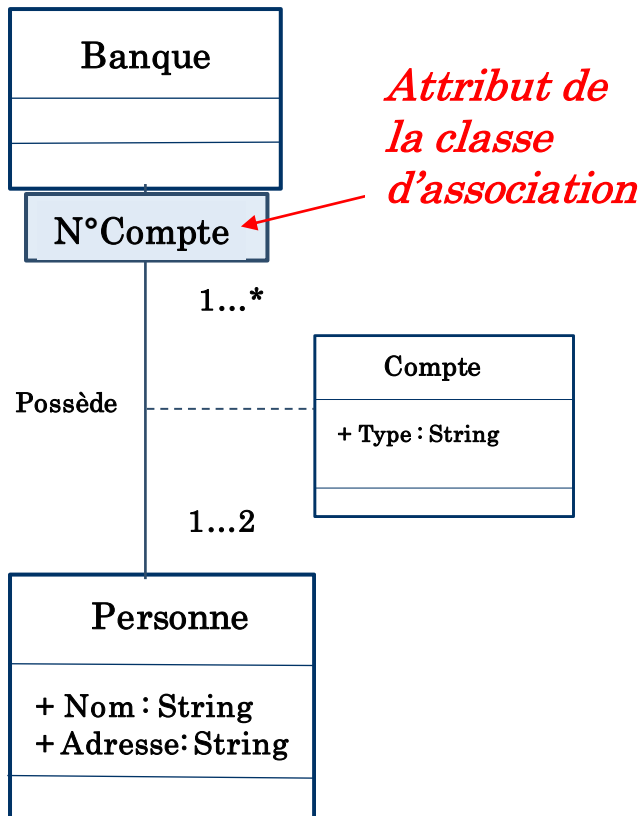 Banque
Attribut de
la classe
d'association
N°Compte
1...*
Compte
Possède
+ Type : String
1...2
Personne
+ Nom : String
+ Adresse: String